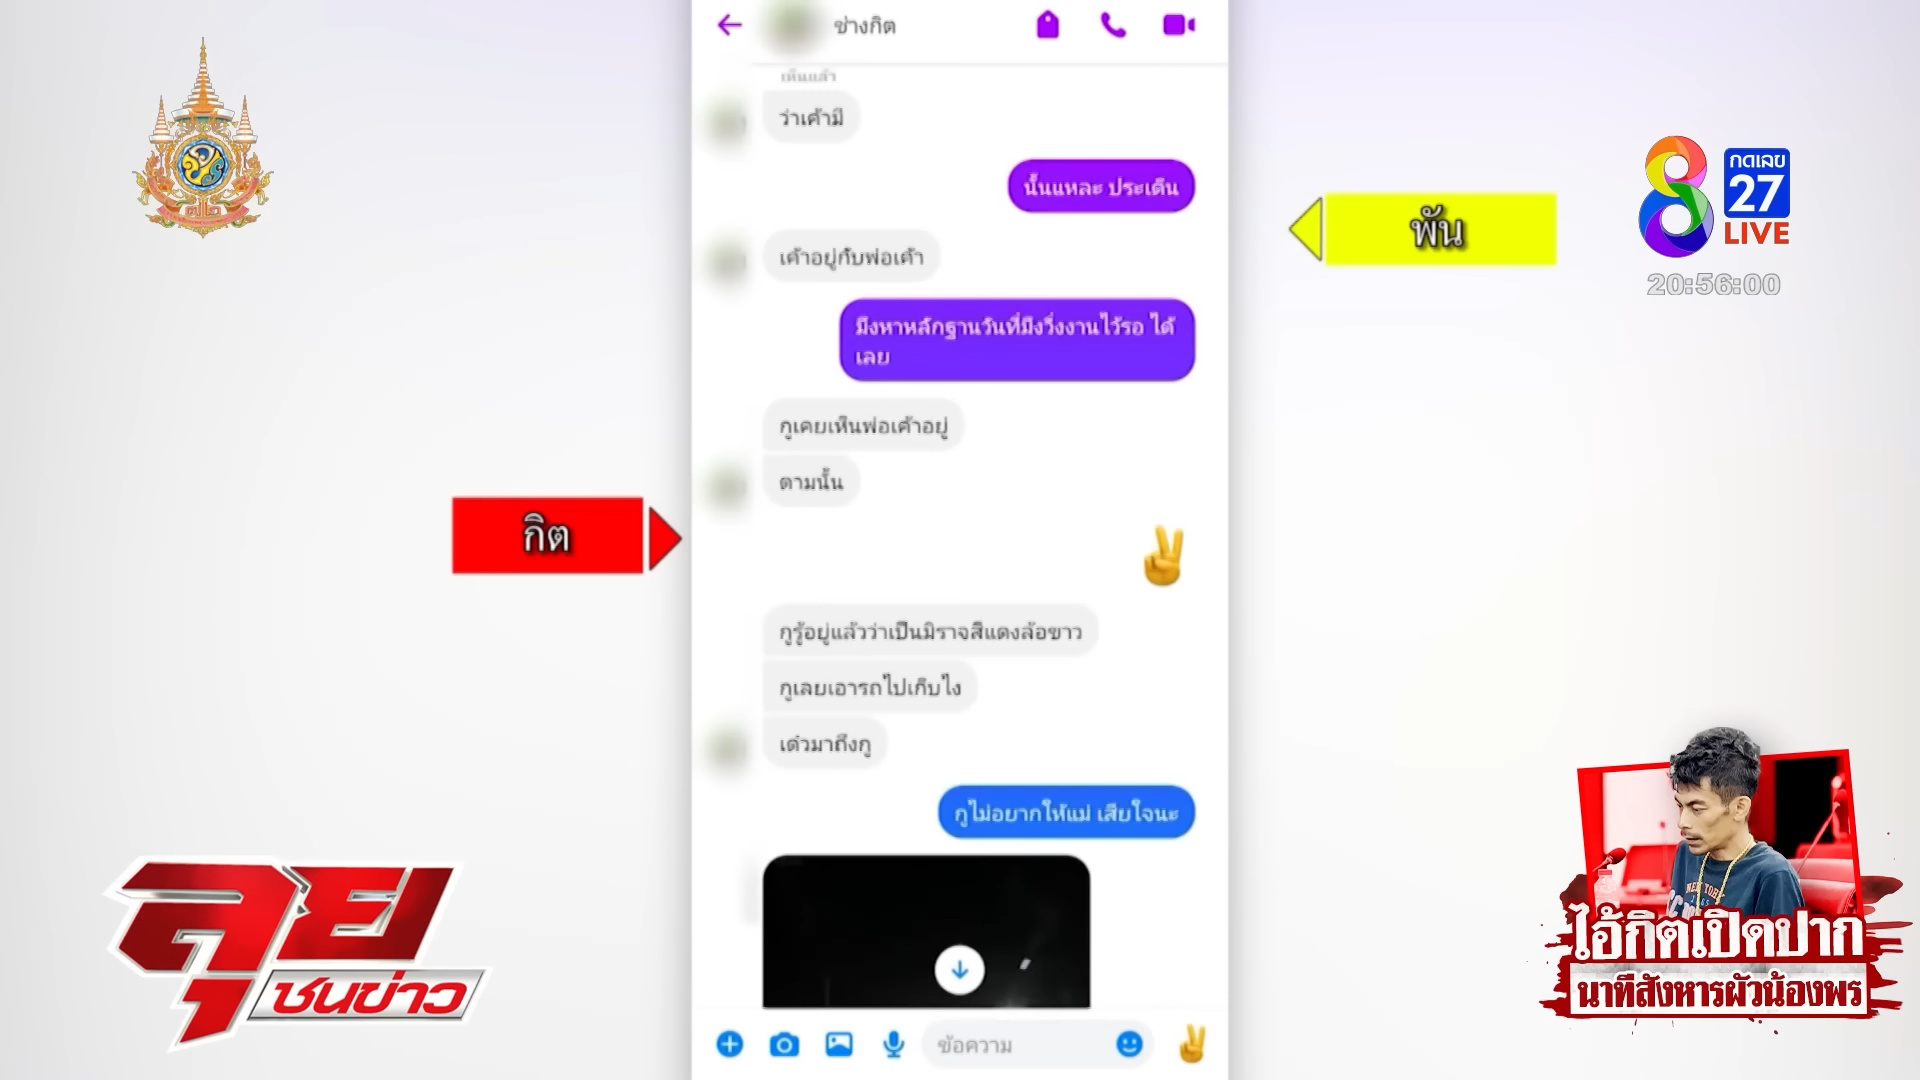 ช่างกิต
เห็นแล้ว
ว่าเค้ามี
นั้นแหละ ประเด็น
เค้าอยู่กับพ่อเค้า
มึงหาหลักฐานวันที่มึงวิ่งงานไว้รอ ได้
เลย
กูเคยเห็นพ่อเค้าอยู่
ตามนั้น
กูรู้อยู่แล้วว่าเป็นมิราจสีแดงล้อขาว
กูเลยเอารถไปเก็บไง
เด๋วมาถึงกู
กูไม่อยากให้แม่ เสียใจนะ
ข้อความ
กิต
พัน
8
กดเลข
27
LIVE
20:56:00
ลุย
ชนข่าว
NEW YORK
ไอ้กิตเปิดปาก
นาทีสังหารผัวน้องพร